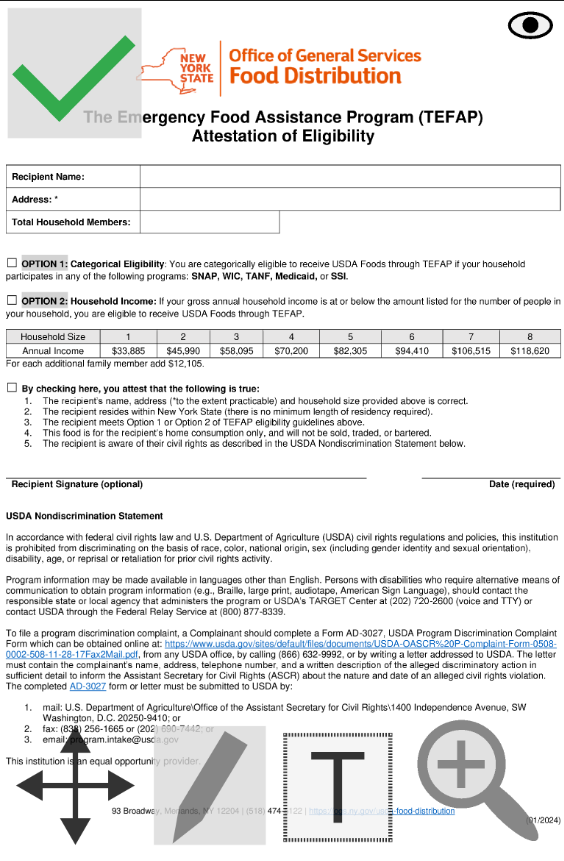 NEW
YORK
STATE
Office of General Services
Food Distribution
The Emergency Food Assistance Program (TEFAP)
Attestation of Eligibility
Recipient Name:
Address: *
Total Household Members:
OPTION 1: Categorical Eligibility: You are categorically eligible to receive USDA Foods through TEFAP if your household
participates in any of the following programs: SNAP, WIC, TANF, Medicaid, or SSI.
OPTION 2: Household Income: If your gross annual household income is at or below the amount listed for the number of people in
your household, you are eligible to receive USDA Foods through TEFAP.
Household Size 1 2 3 4 5 6 7 8
Annual Income $33,885 $45,990 $58,095 $70,200 $82,305 $94,410 $106,515 $118,620
For each additional family member add $12,105.
By checking here, you attest that the following is true:
1. The recipient's name, address (*to the extent practicable) and household size provided above is correct.
2. The recipient resides within New York State (there is no minimum length of residency required).
3. The recipient meets Option 1 or Option 2 of TEFAP eligibility guidelines above.
4. This food is for the recipient's home consumption only, and will not be sold, traded, or bartered.
5. The recipient is aware of their civil rights as described in the USDA Nondiscrimination Statement below.
Recipient Signature (optional) Date (required)
USDA Nondiscrimination Statement
In accordance with federal civil rights law and U.S. Department of Agriculture (USDA) civil rights regulations and policies, this institution
is prohibited from discriminating on the basis of race, color, national origin, sex (including gender identity and sexual orientation),
disability, age, or reprisal or retaliation for prior civil rights activity.
Program information may be made available in languages other than English. Persons with disabilities who require alternative means of
communication to obtain program information (e.g., Braille, large print, audiotape, American Sign Language), should contact the
responsible state or local agency that administers the program or USDA's TARGET Center at (202) 720-2600 (voice and TTY) or
contact USDA through the Federal Relay Service at (800) 877-8339.
To file a program discrimination complaint, a Complainant should complete a Form AD-3027, USDA Program Discrimination Complaint
Form which can be obtained online at: https://www.usda.gov/sites/default/files/documents/USDA-OASCR%20P-Complaint-Form-0508-
0002-508-11-28-17Fax2Mail.pdf, from any USDA office, by calling (866) 632-9992, or by writing a letter addressed to USDA. The letter
must contain the complainant's name, address, telephone number, and a written description of the alleged discriminatory action in
sufficient detail to inform the Assistant Secretary for Civil Rights (ASCR) about the nature and date of an alleged civil rights violation.
The completed AD-3027 form or letter must be submitted to USDA by:
1. mail: U.S. Department of Agriculture\Office of the Assistant Secretary for Civil Rights\1400 Independence Avenue, SW
Washington, D.C. 20250-9410; or
2. fax: (833) 256-1665 or (202) 690-7442; or
3. email: program.intake@usda.gov
This institution is an equal opportunity provider.
T
93 Broadway, Menands, NY 12204 | (518) 474-122 | https://ogs.ny.gov/usda-food-distribution
(01/2024)